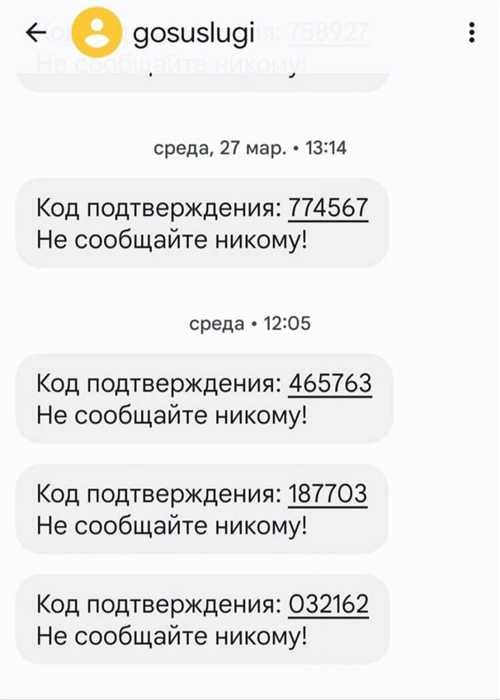 gosuslugi
758927
Не сообщайте никому!
среда, 27 мар. • 13:14
Код подтверждения: 774567
Не сообщайте никому!
среда • 12:05
Код подтверждения: 465763
Не сообщайте никому!
Код подтверждения: 187703
Не сообщайте никому!
Код подтверждения: 032162
Не сообщайте никому!